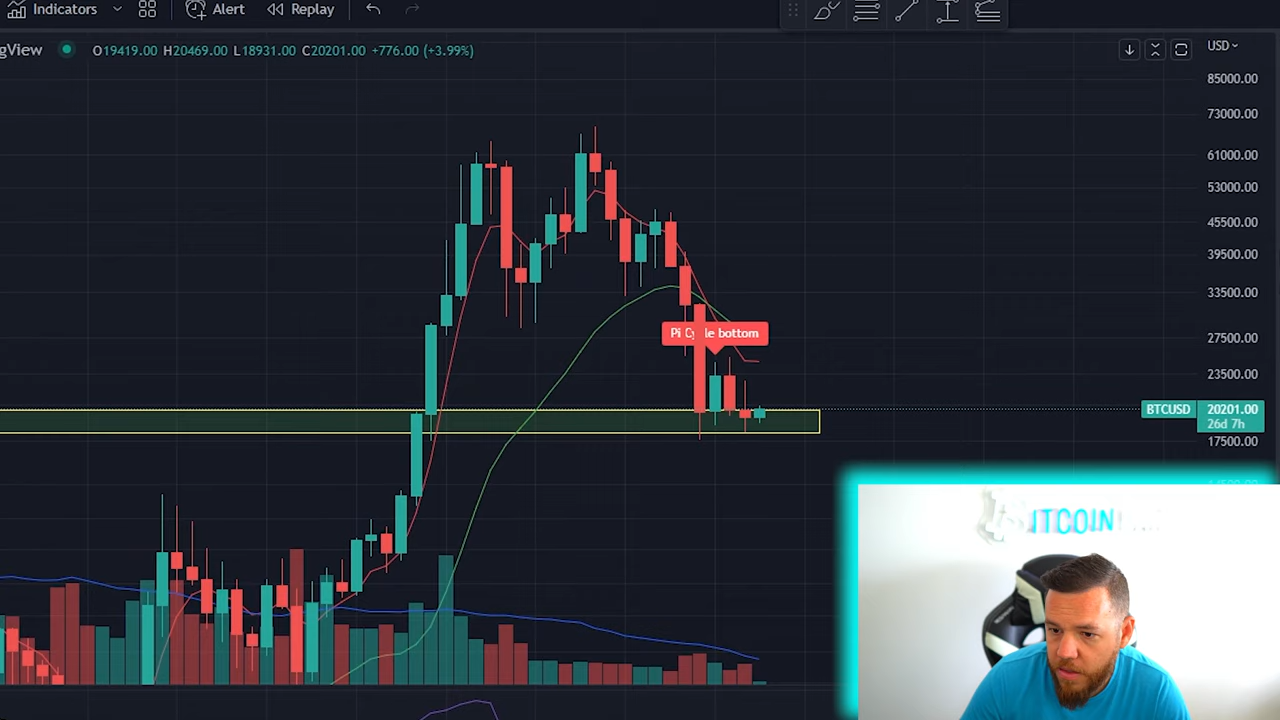 Indicators
Alert
Replay
gView
O19419.00 H20469.00 L18931.00 C20201.00 +776.00 (+3.99%)
USD
85000.00
73000.00
61000.00
53000.00
45500.00
39500.00
33500.00
27500.00
Pi Cycle bottom
23500.00
BTCUSD 20201.00
26d 7h
17500.00
ITCOIN